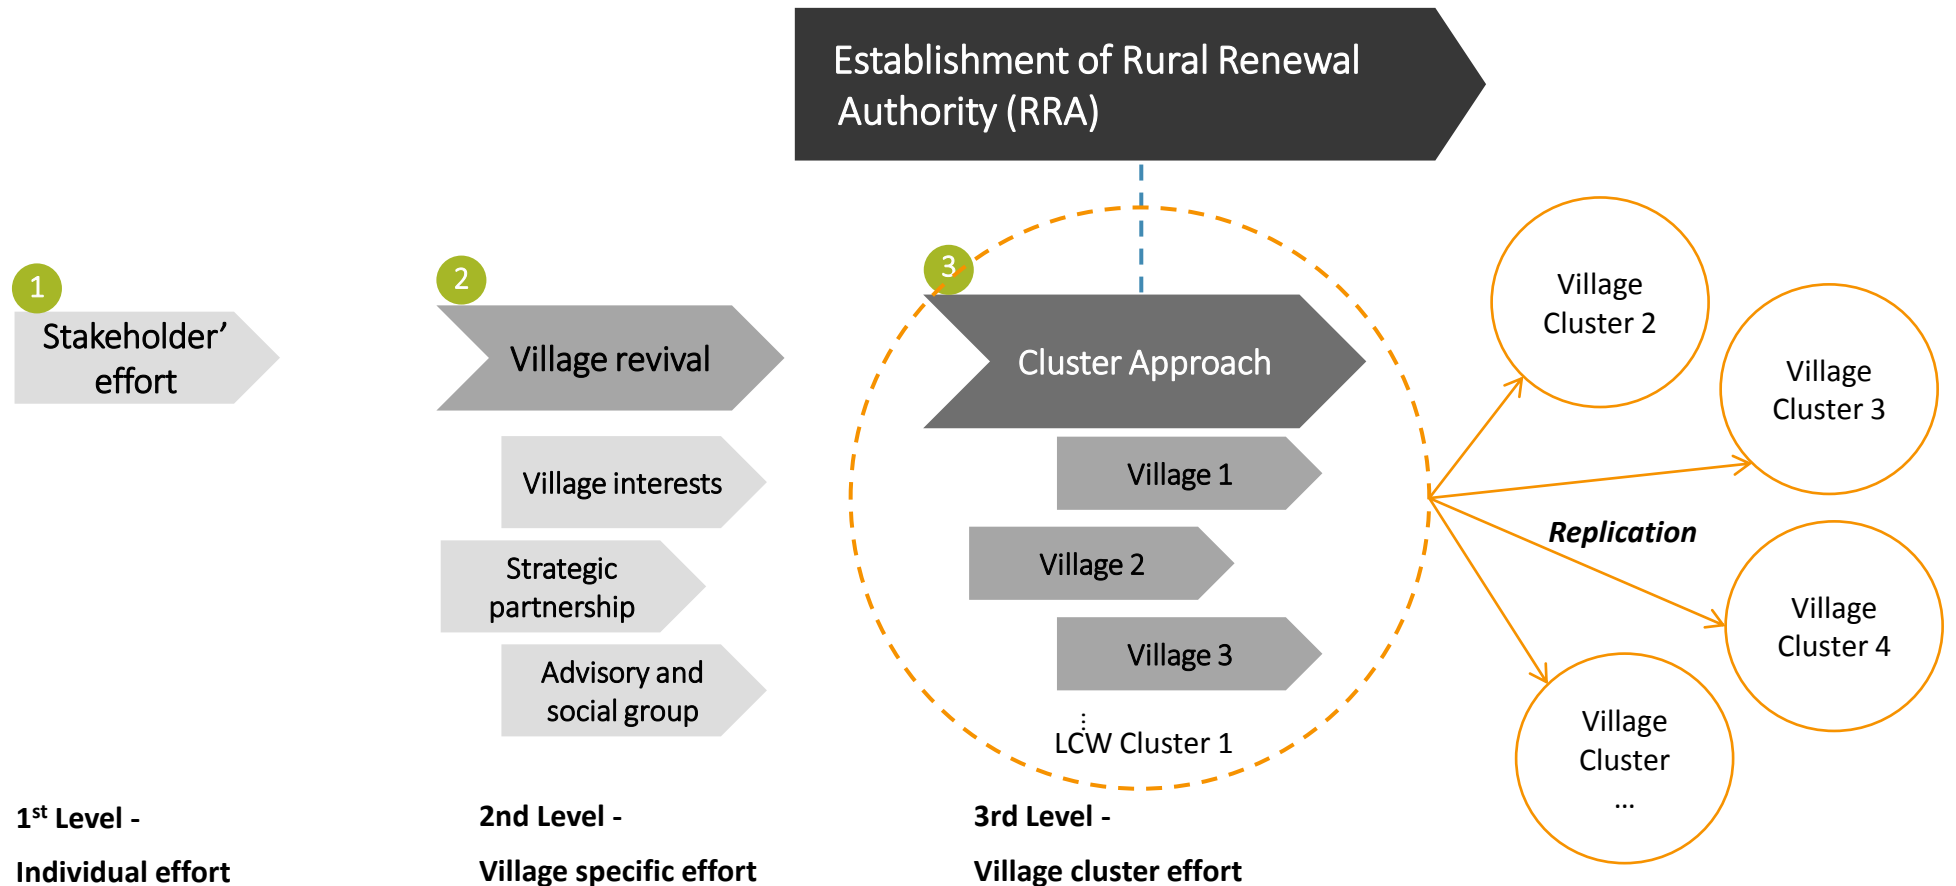 Establishment of Rural Renewal
Authority (RRA)
1
Stakeholder’
effort
2
Village revival
Village interests
Strategic
partnership
Advisory and
social group
3
Cluster Approach
Village 1
Village 2
Village 3
...
LCW Cluster 1
Replication
Village
Cluster 2
Village
Cluster 3
Village
Cluster 4
Village
Cluster
...
1st Level -
Individual effort
2nd Level -
Village specific effort
3rd Level -
Village cluster effort